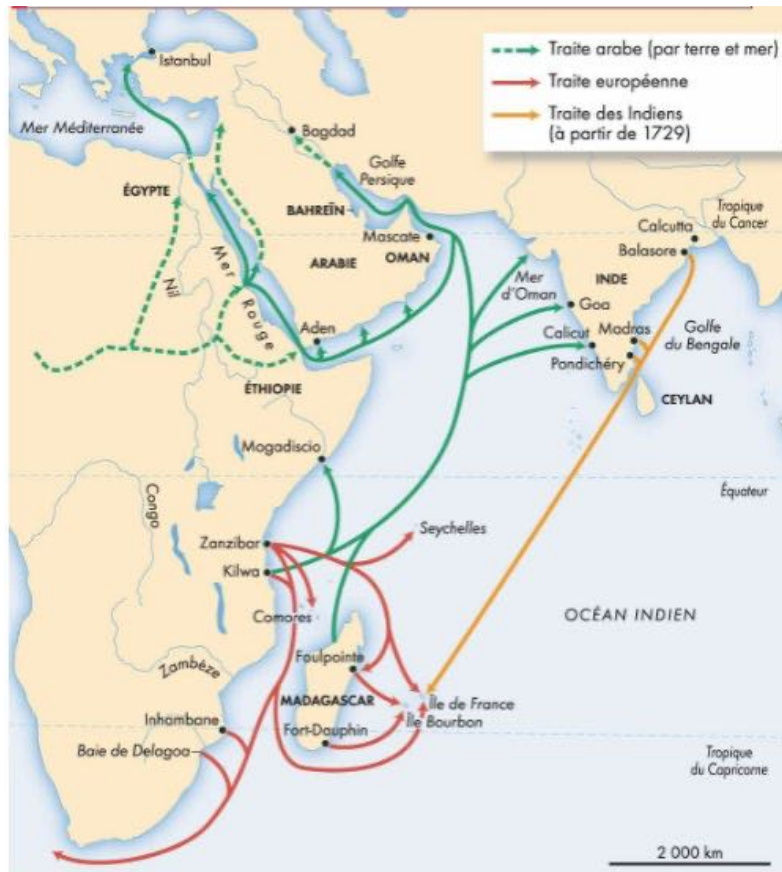 Traite arabe (par terre et mer)
Traite européenne
Traite des Indiens
(à partir de 1729)
Istanbul
Mer Méditerranée
Bagdad
Golfe
Persique
ÉGYPTE
BAHREÏN
Mascate
OMAN
ARABIE
Mer Rouge
Nil
Aden
ÉTHIOPIE
Tropique
du Cancer
Calcutta
Balasore
INDE
Mer
d'Oman
Goa
Calicut
Madras
Pondichéry
Golfe
du Bengale
CEYLAN
Mogadiscio
Équateur
Congo
Zanzibar
Kilwa
Seychelles
Comores
OCÉAN INDIEN
Zambèze
Foulpointe
MADAGASCAR
Île de France
Île Bourbon
Inhambane
Fort-Dauphin
Baie de Delagoa
Tropique
du Capricorne
2 000 km